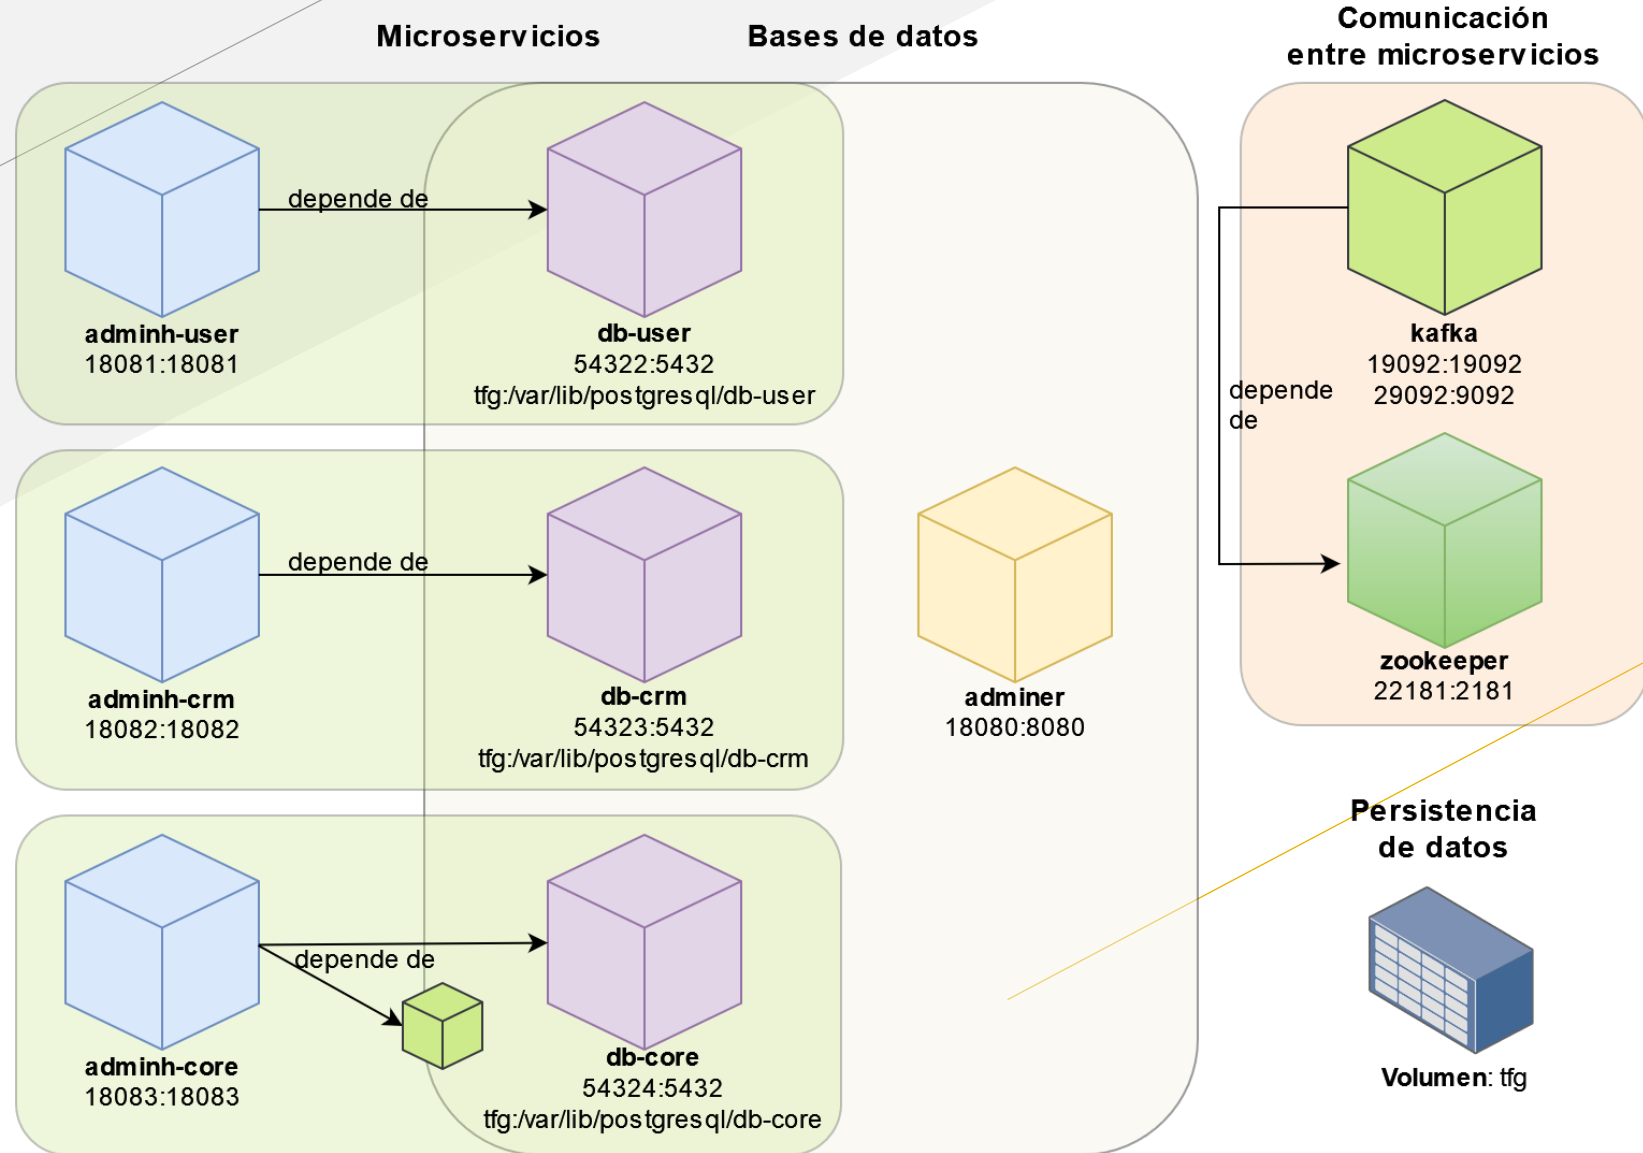 Microservicios
Bases de datos
Comunicación
entre microservicios
depende de
adminh-user
18081:18081
db-user
54322:5432
tfg:/var/lib/postgresql/db-user
kafka
19092:19092
29092:9092
depende
de
depende de
adminh-crm
18082:18082
db-crm
54323:5432
tfg:/var/lib/postgresql/db-crm
adminer
18080:8080
zookeeper
22181:2181
Persistencia
de datos
depende de
adminh-core
18083:18083
db-core
54324:5432
tfg:/var/lib/postgresql/db-core
Volumen: tfg